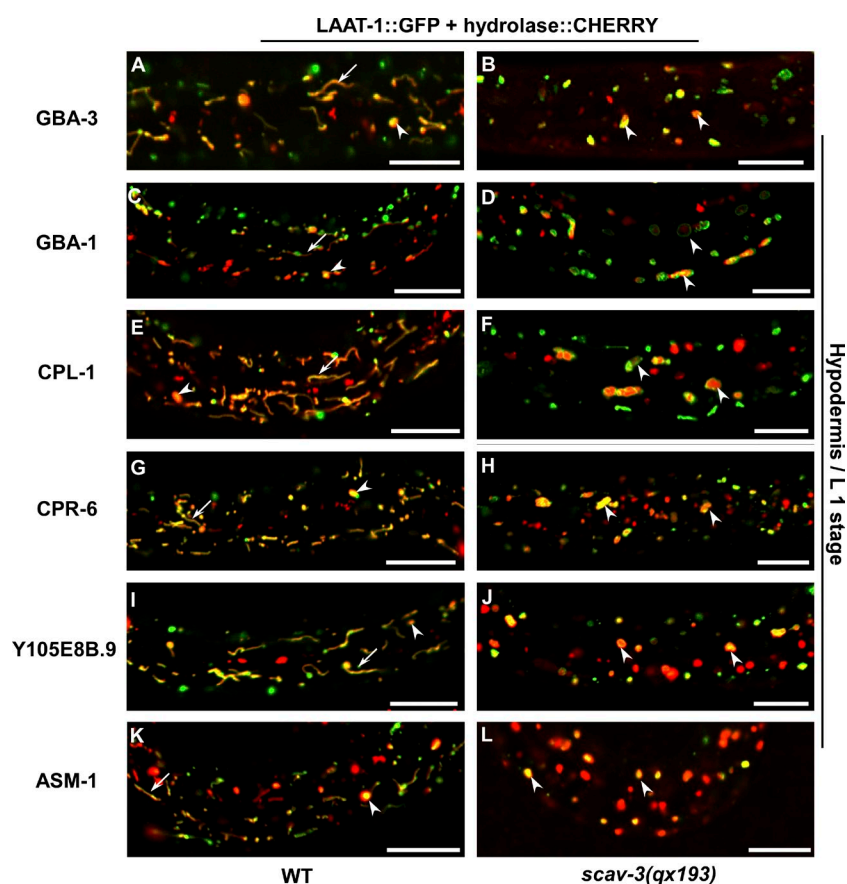 LAAT-1::GFP + hydrolase::CHERRY
A
B
GBA-3
C
D
GBA-1
E
F
CPL-1
G
H
CPR-6
I
J
Y105E8B.9
K
L
ASM-1
Hypodermis / L 1 stage
WT
scav-3(qx193)